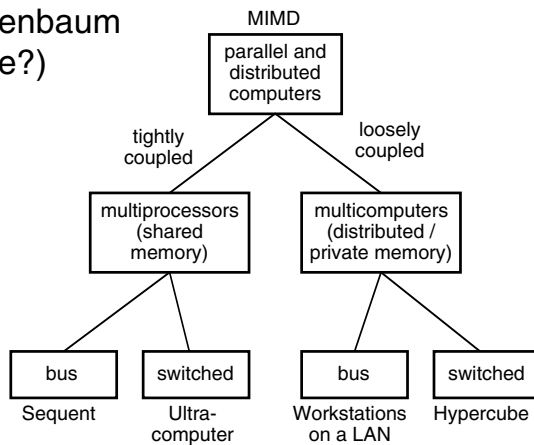 enbaum
e?)
MIMD
parallel and
distributed
computers
tightly
coupled
loosely
coupled
multiprocessors
(shared
memory)
multicomputers
(distributed /
private memory)
bus
switched
bus
switched
Sequent
Ultra-
computer
Workstations
on a LAN
Hypercube